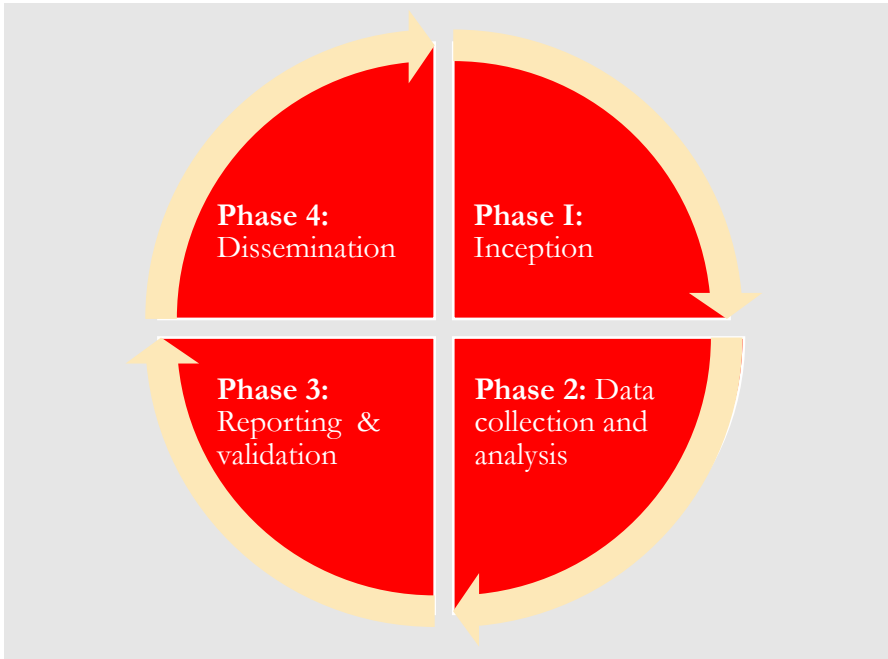 Phase 4:
Dissemination
Phase I:
Inception
Phase 3:
Reporting & 
validation
Phase 2: Data
collection and
analysis